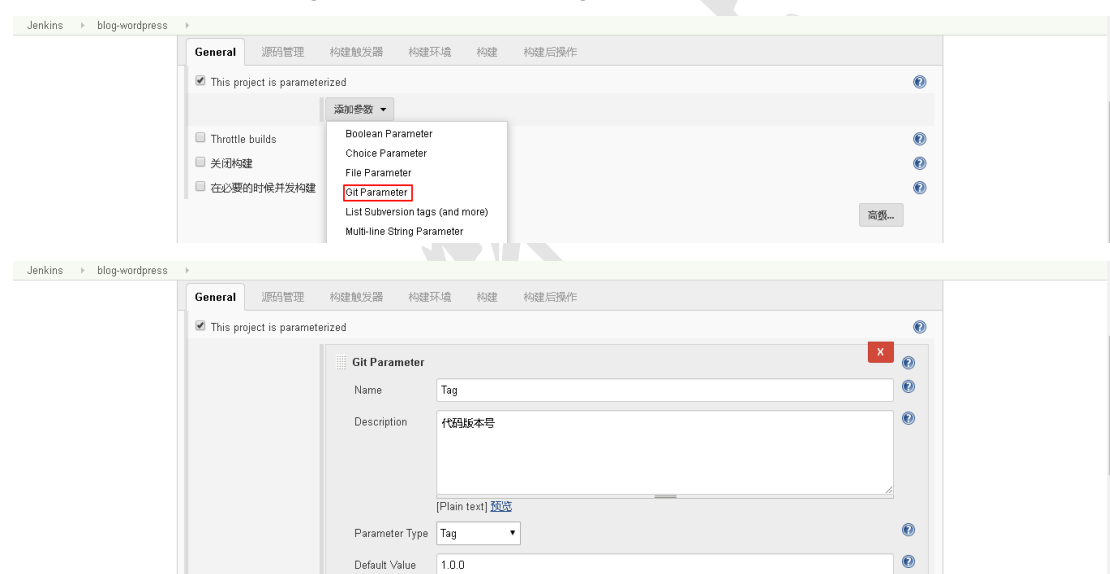 Jenkins blog-wordpress
General 源码管理 构建触发器 构建环境 构建 构建后操作
This project is parameterized
添加参数
Boolean Parameter
Choice Parameter
File Parameter
Git Parameter
List Subversion tags (and more)
Multi-line String Parameter
Throttle builds
关闭构建
在必要的时候并发构建
高级...
Jenkins blog-wordpress
General 源码管理 构建触发器 构建环境 构建 构建后操作
This project is parameterized
X
Git Parameter
Name Tag
Description 代码版本号
[Plain text] 预览
Parameter Type Tag
Default Value 1.0.0